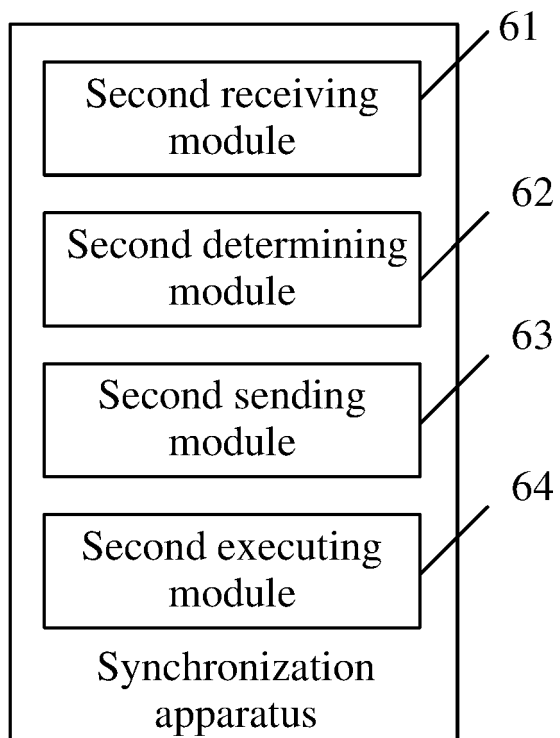 61
Second receiving
module
62
Second determining
module
63
Second sending
module
64
Second executing
module
Synchronization
apparatus